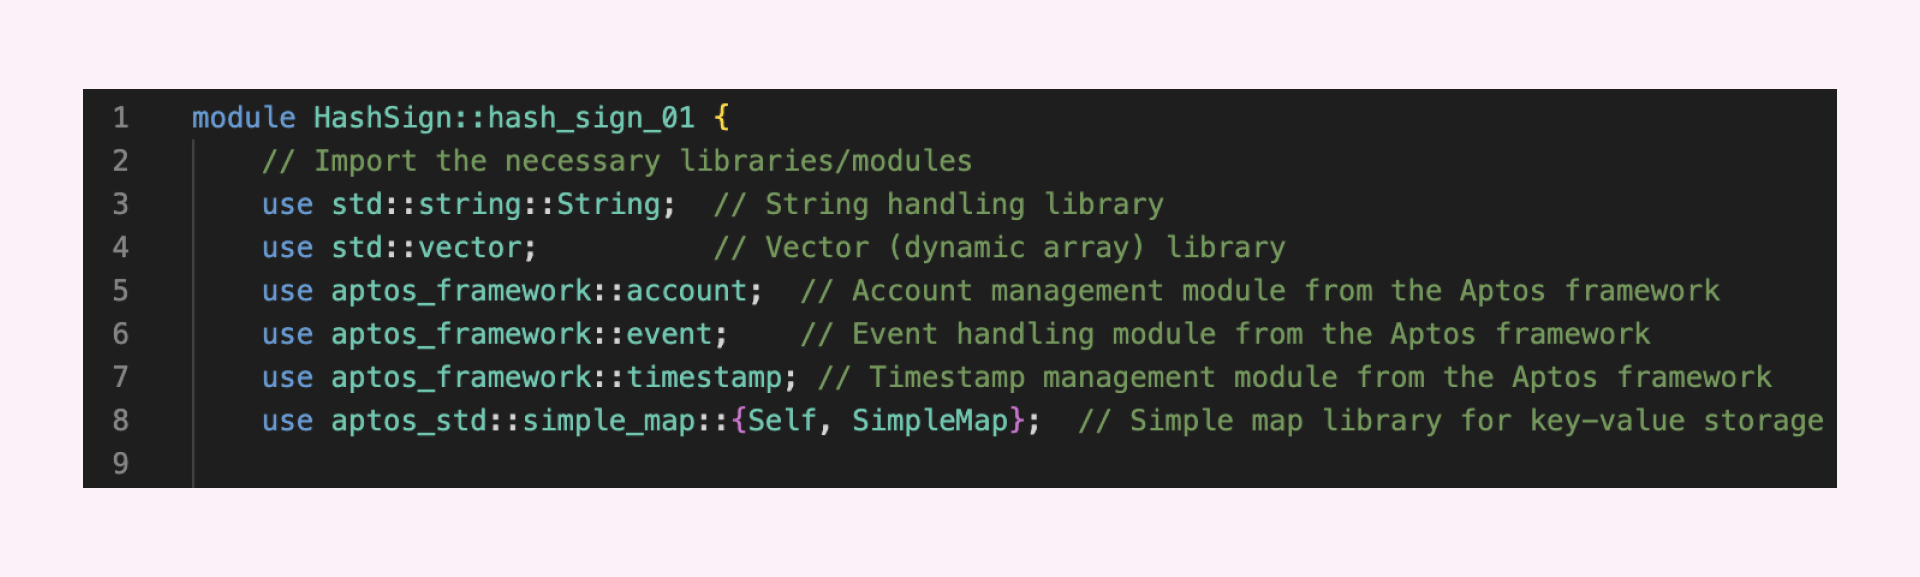 1 module HashSign::hash_sign_01 {
2 // Import the necessary libraries/modules
3 use std::string::String; // String handling library
4 use std::vector; // Vector (dynamic array) library
5 use aptos_framework::account; // Account management module from the Aptos framework
6 use aptos_framework::event; // Event handling module from the Aptos framework
7 use aptos_framework::timestamp; // Timestamp management module from the Aptos framework
8 use aptos_std::simple_map::{Self, SimpleMap}; // Simple map library for key-value storage
9